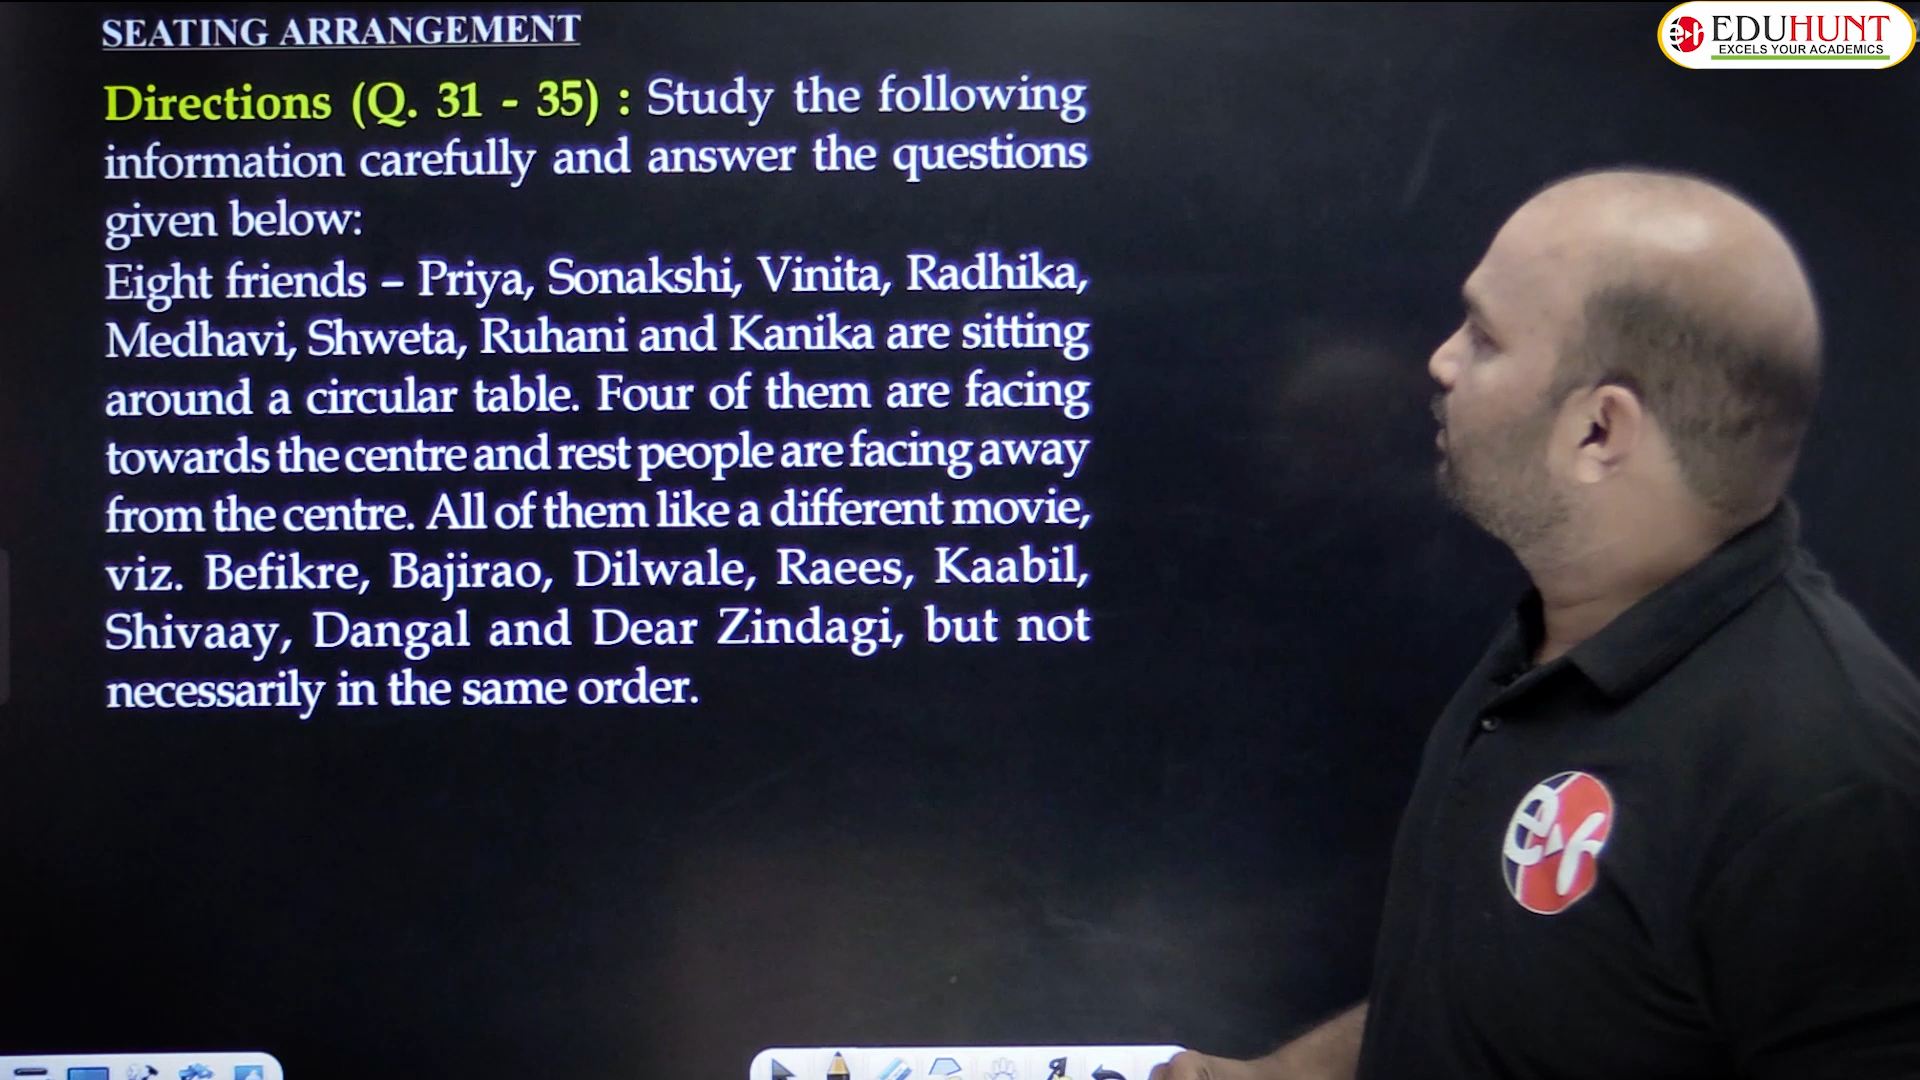 SEATING ARRANGEMENT
EDUHUNT
EXCELS YOUR ACADEMICS
Directions (Q. 31 - 35) : Study the following
information carefully and answer the questions
given below:
Eight friends – Priya, Sonakshi, Vinita, Radhika,
Medhavi, Shweta, Ruhani and Kanika are sitting
around a circular table. Four of them are facing
towards the centre and rest people are facing away
from the centre. All of them like a different movie,
viz. Befikre, Bajirao, Dilwale, Raees, Kaabil,
Shivaay, Dangal and Dear Zindagi, but not
necessarily in the same order.